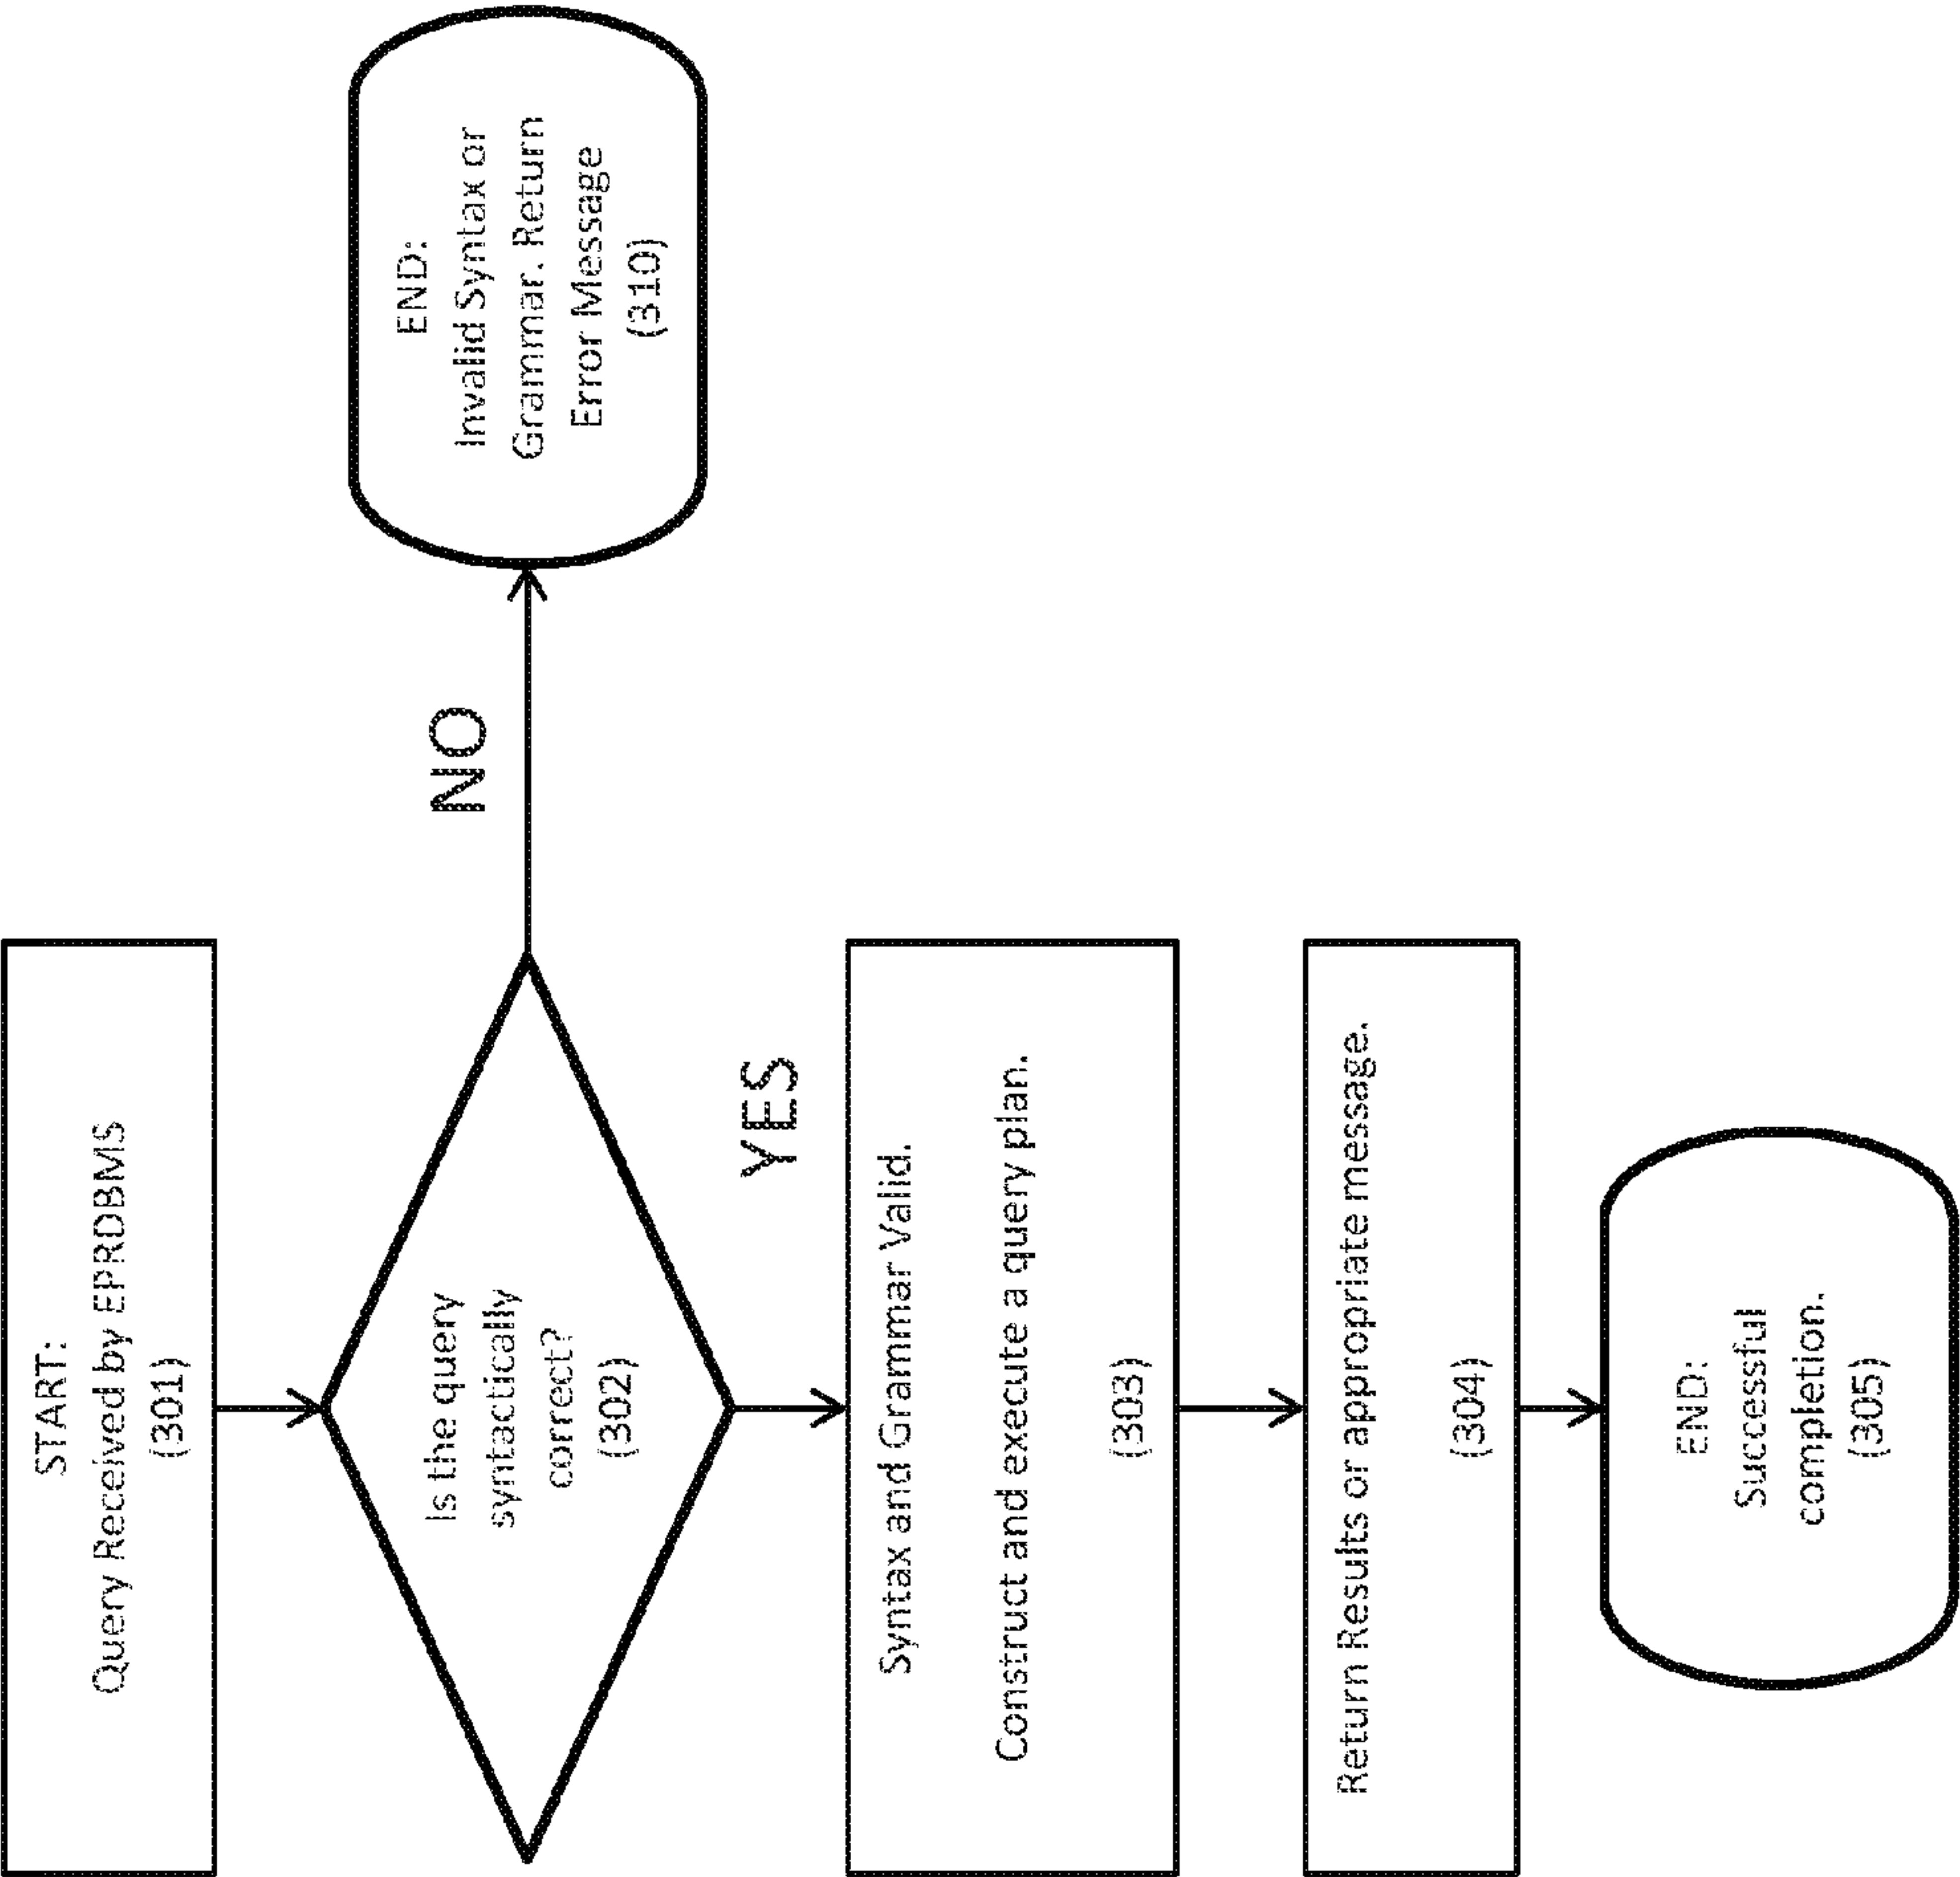 START:
Query Received by EPRDBMS
(301)
Is the query
syntactically
correct?
(302)
NO
END:
Invalid Syntax or
Grammar. Return
Error Message
(310)
YES
Syntax and Grammar Valid.
Construct and execute a query plan.
(303)
Return Results or appropriate message.
(304)
END:
Successful
completion.
(305)